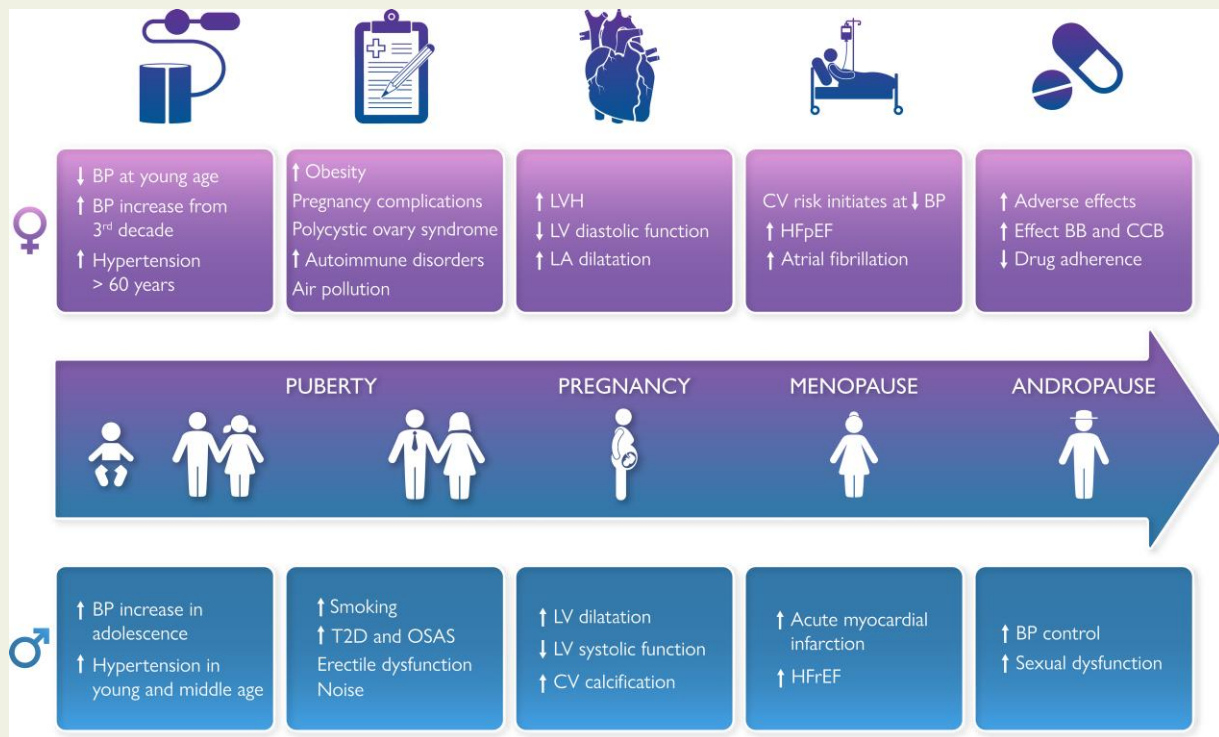 ↓ BP at young age
↑ BP increase from
3rd decade
↑ Hypertension
> 60 years
↑ Obesity
Pregnancy complications
Polycystic ovary syndrome
↑ Autoimmune disorders
Air pollution
↑ LVH
↓ LV diastolic function
↑ LA dilatation
CV risk initiates at ↓ BP
↑ HFpEF
↑ Atrial fibrillation
↑ Adverse effects
↑ Effect BB and CCB
↓ Drug adherence
PUBERTY
PREGNANCY
MENOPAUSE
ANDROPAUSE
↑ BP increase in
adolescence
↑ Hypertension in
young and middle age
↑ Smoking
↑ T2D and OSAS
Erectile dysfunction
Noise
↑ LV dilatation
↓ LV systolic function
↑ CV calcification
↑ Acute myocardial
infarction
↑ HFrEF
↑ BP control
↑ Sexual dysfunction